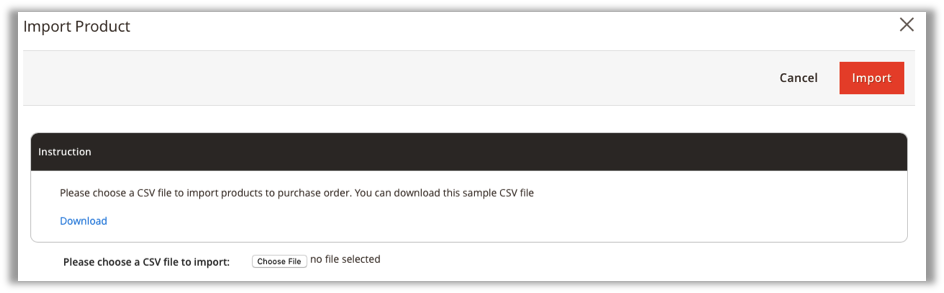 Import Product
Cancel Import
Instruction
Please choose a CSV file to import products to purchase order. You can download this sample CSV file
Download
Please choose a CSV file to import: Choose File no file selected